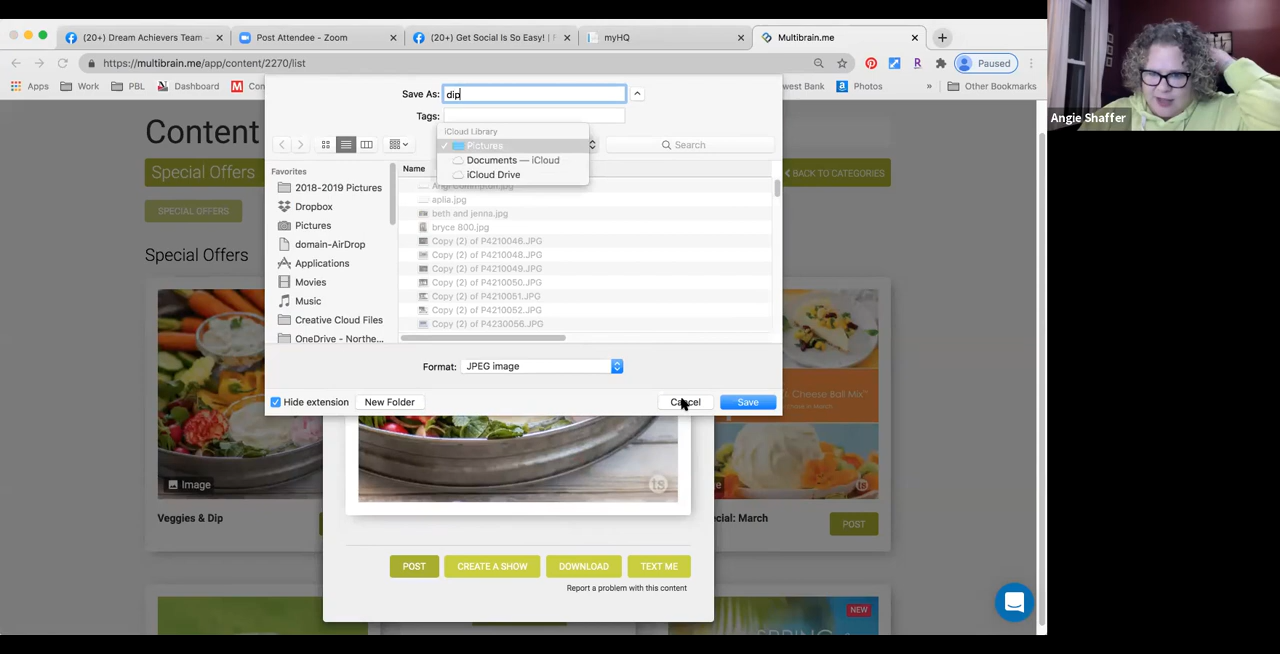 (20+) Dream Achievers Team
Post Attendee - Zoom
(20+) Get Social Is So Easy! |
myHQ
Multibrain.me
https://multibrain.me/app/content/2270/list
Paused
Apps
Work
PBL
Dashboard
west Bank
Photos
»
Other Bookmarks
Angie Shaffer
Save As: dip
Tags:
iCloud Library
Pictures
Documents — iCloud
iCloud Drive
Search
Favorites
2018-2019 Pictures
Dropbox
Pictures
domain-AirDrop
Applications
Movies
Music
Creative Cloud Files
OneDrive - Northe...
Name
aplia.jpg
beth and jenna.jpg
bryce 800.jpg
Copy (2) of P4210046.JPG
Copy (2) of P4210048.JPG
Copy (2) of P4210049.JPG
Copy (2) of P4210050.JPG
Copy (2) of P4210051.JPG
Copy (2) of P4210052.JPG
Copy (2) of P4230056.JPG
Format: JPEG image
Hide extension
New Folder
Cancel
Save
Content
Special Offers
BACK TO CATEGORIES
SPECIAL OFFERS
Special Offers
Cheese Ball Mix™
Image
ts
Veggies & Dip
ecial: March
POST
POST
CREATE A SHOW
DOWNLOAD
TEXT ME
Report a problem with this content
NEW
SPRING